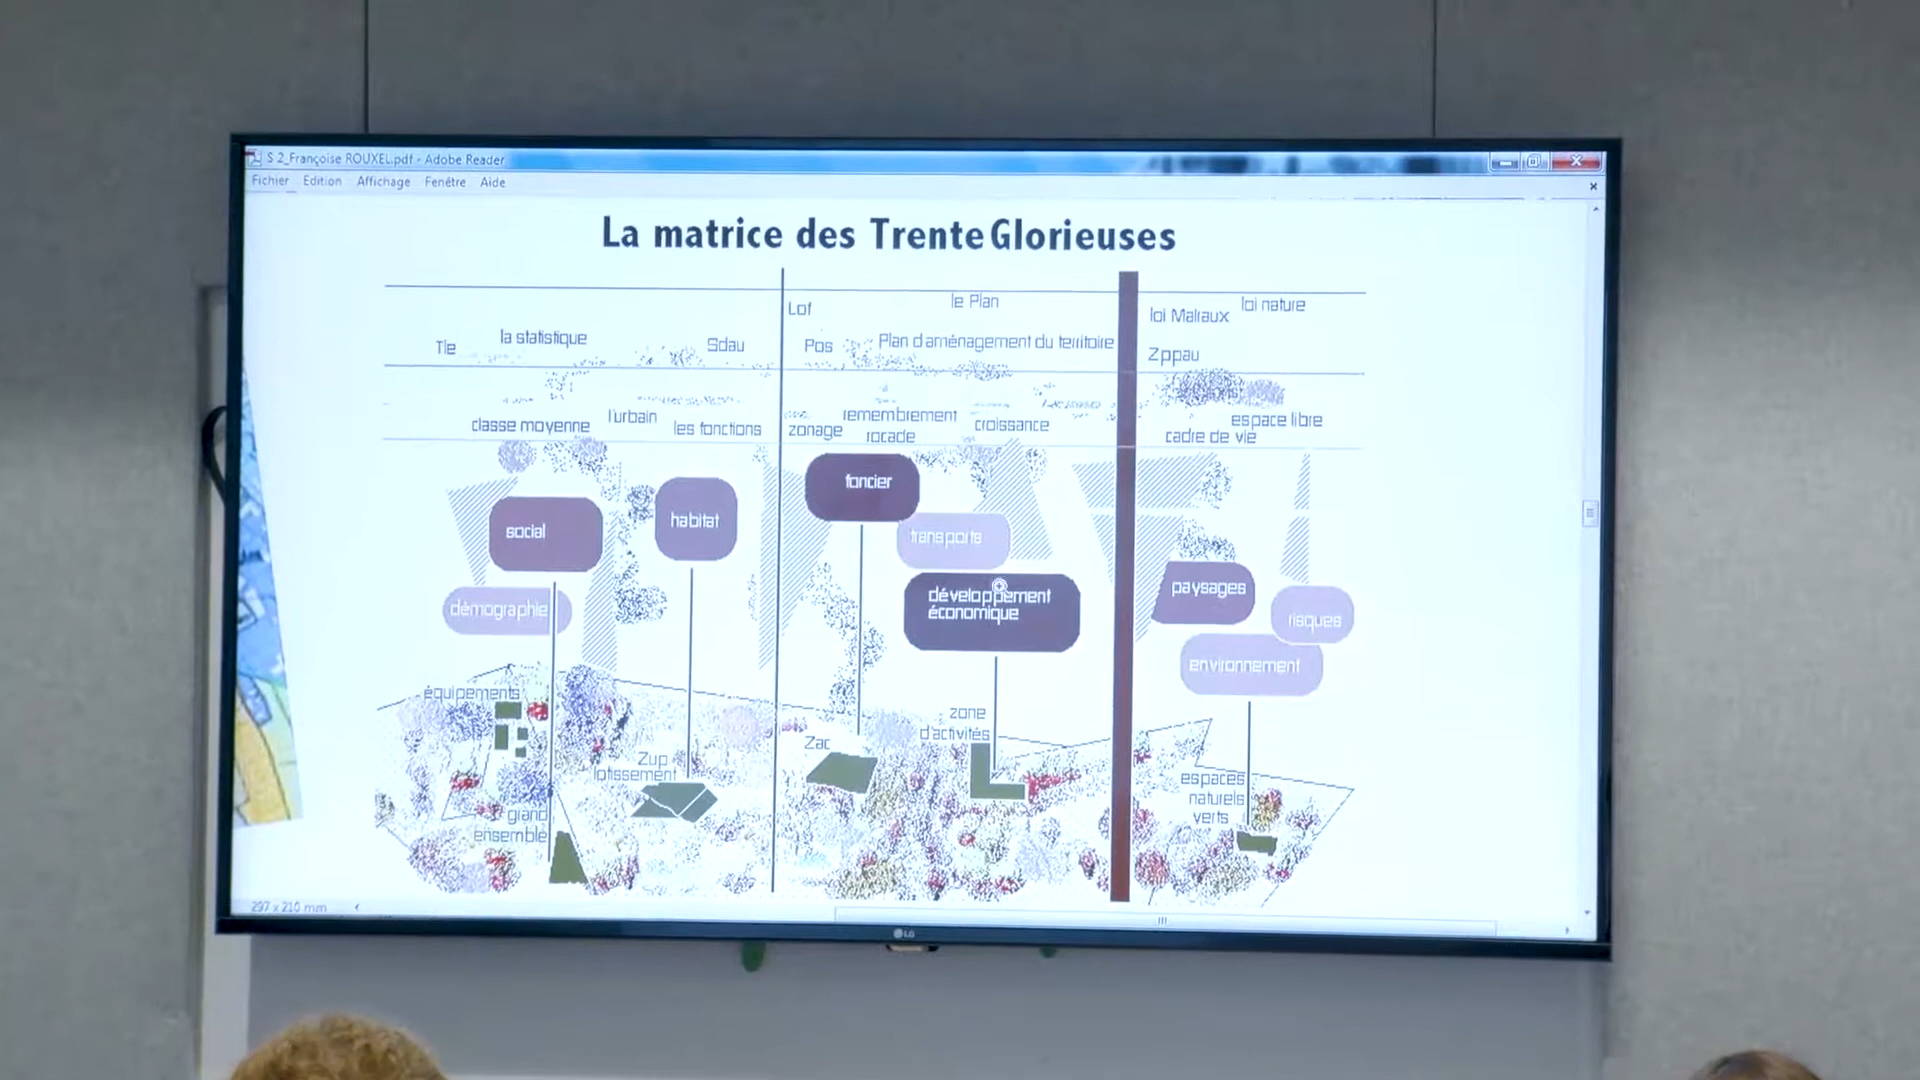 S 2_Françoise ROUXEL.pdf - Adobe Reader
Fichier Edition Affichage Fenêtre Aide
La matrice des Trente Glorieuses
Lof
le Plan
loi Malraux
loi nature
Tle
la statistique
Sdau
Pos
Plan d'aménagement du territoire
Zppau
classe moyenne
l'urbain
les fonctions
zonage
remembrement
rocade
croissance
espace libre
cadre de vie
social
habitat
foncier
transports
démographie
développement
économique
paysages
risques
environnement
équipements
zone
d'activités
Zac
Zup
lotissement
grand
ensemble
espaces
naturels
verts
297 x 210 mm
LG